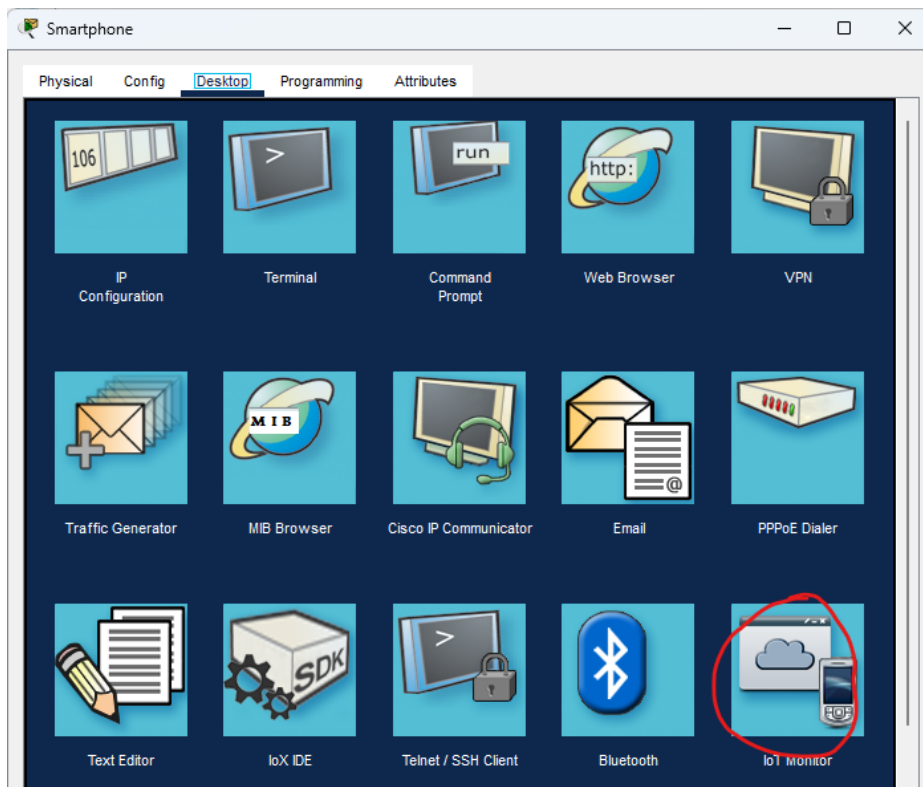 Smartphone
Physical Config Desktop Programming Attributes
106
>
run
http:
IP
Configuration
Terminal
Command
Prompt
Web Browser
VPN
MIB
@
Traffic Generator
MIB Browser
Cisco IP Communicator
Email
PPPoE Dialer
SDK
>
Text Editor
IoX IDE
Telnet / SSH Client
Bluetooth
IoT Monitor